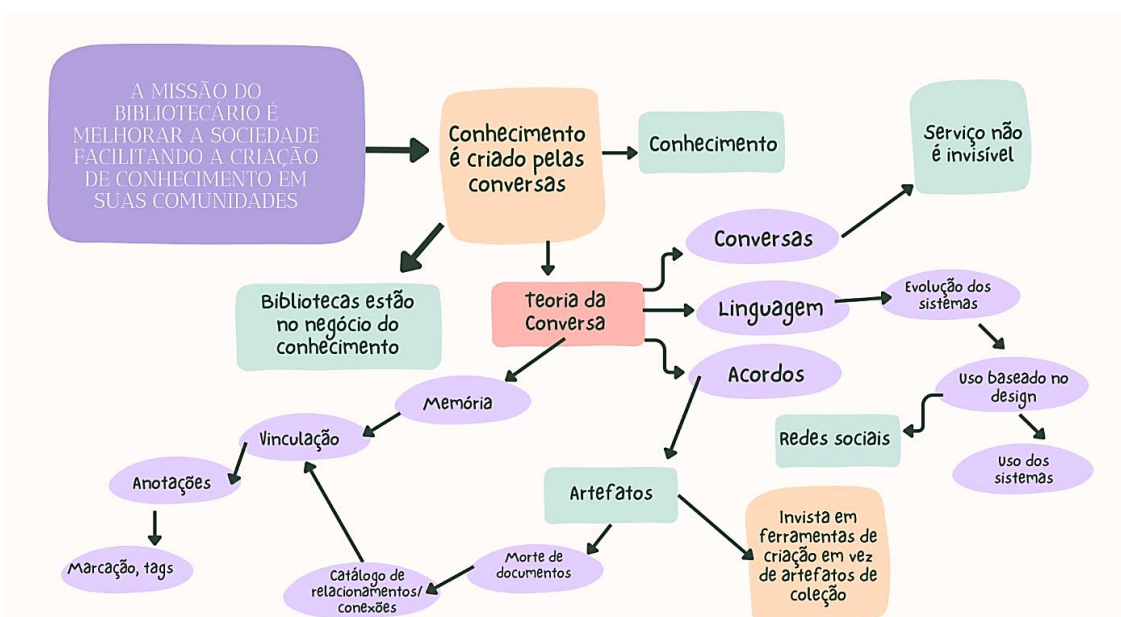 A MISSÃO DO
BIBLIOTECÁRIO É
MELHORAR A SOCIEDADE
FACILITANDO A CRIAÇÃO
DE CONHECIMENTO EM
SUAS COMUNIDADES
Conhecimento
é criado pelas
conversas
Conhecimento
Serviço não
é invisível
Bibliotecas estão
no negócio do
conhecimento
Teoria da
Conversa
Conversas
Linguagem
Evolução dos
sistemas
Acordos
Uso baseado no
design
Redes sociais
Uso dos
sistemas
Memória
Vinculação
Anotações
Marcação, tags
Artefatos
Morte de
documentos
Catálogo de
relacionamentos/
conexões
Invista em
ferramentas de
criação em vez
de artefatos de
coleção